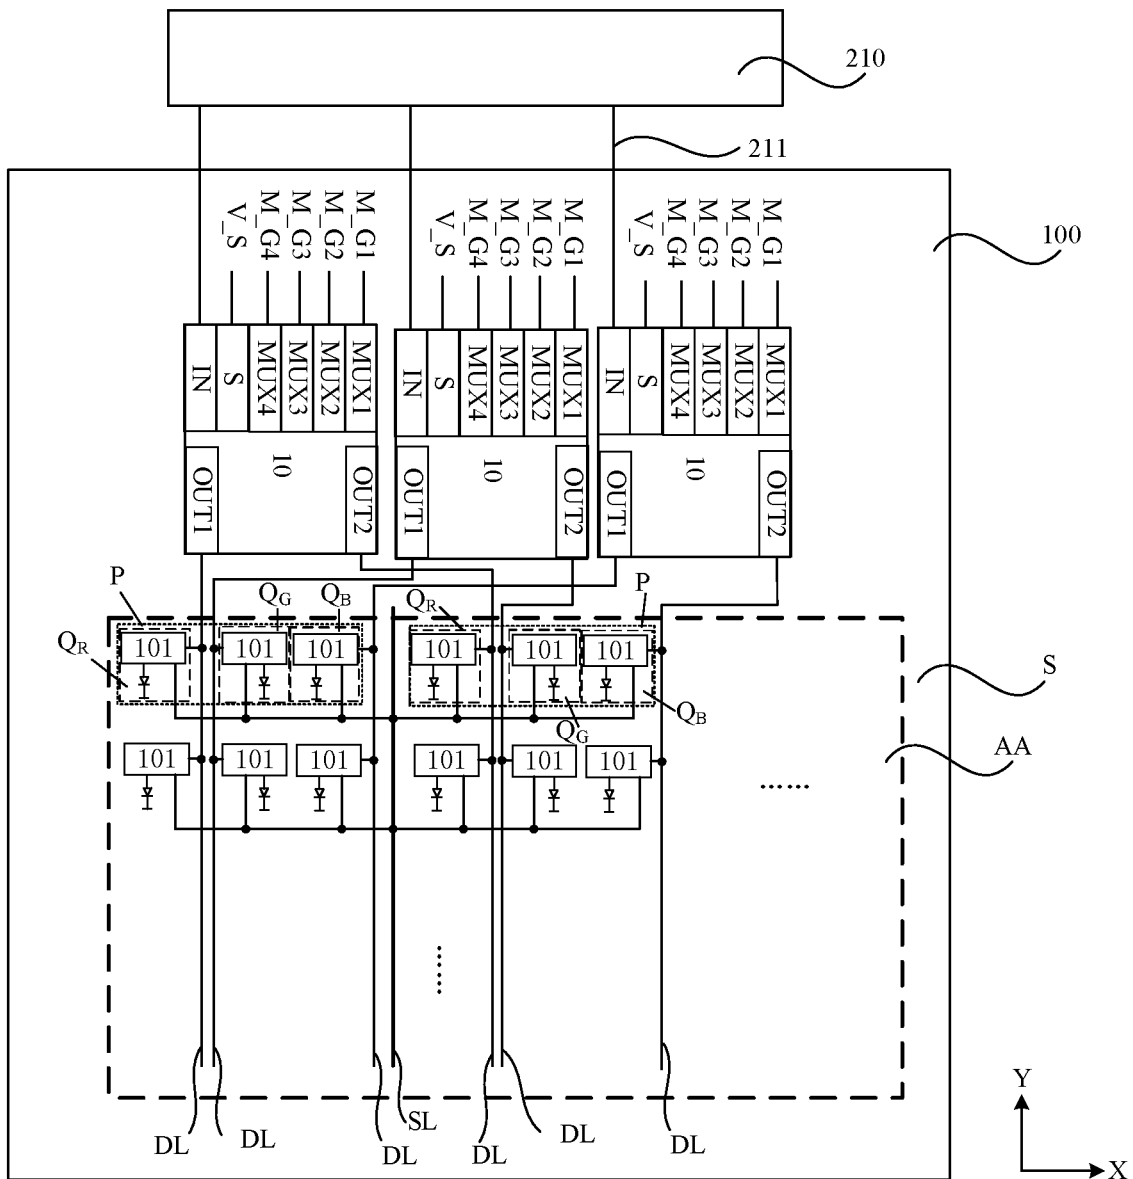 210
211
100
V_S M_G4 M_G3 M_G2 M_G1
V_S M_G4 M_G3 M_G2 M_G1
V_S M_G4 M_G3 M_G2 M_G1
IN S MUX4 MUX3 MUX2 MUX1
IN S MUX4 MUX3 MUX2 MUX1
IN S MUX4 MUX3 MUX2 MUX1
OUT1 10 OUT2
OUT1 10 OUT2
OUT1 10 OUT2
P QG QB QR P
QR
101 101 101 101 101 101
S
QB
QG
AA
101 101 101 101 101 101
......
......
DL DL DL SL DL DL DL
Y
X